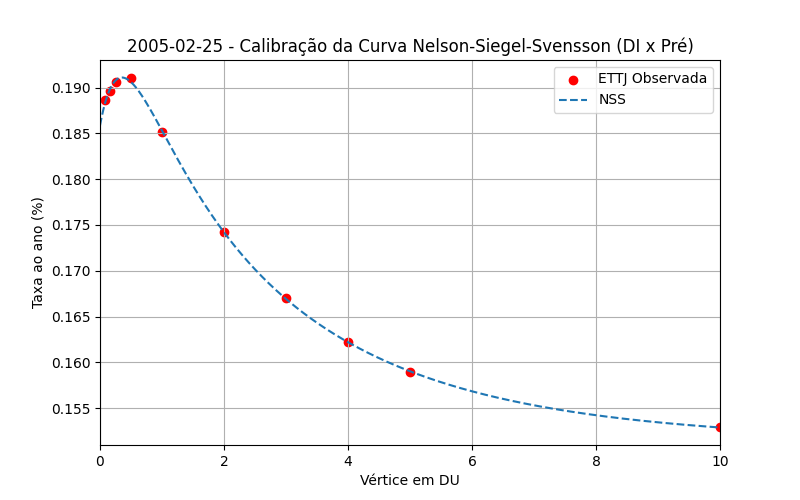 2005-02-25 - Calibração da Curva Nelson-Siegel-Svensson (DI x Pré)
ETTJ Observada
NSS
Taxa ao ano (%)
0.190
0.185
0.180
0.175
0.170
0.165
0.160
0.155
0 2 4 6 8 10
Vértice em DU